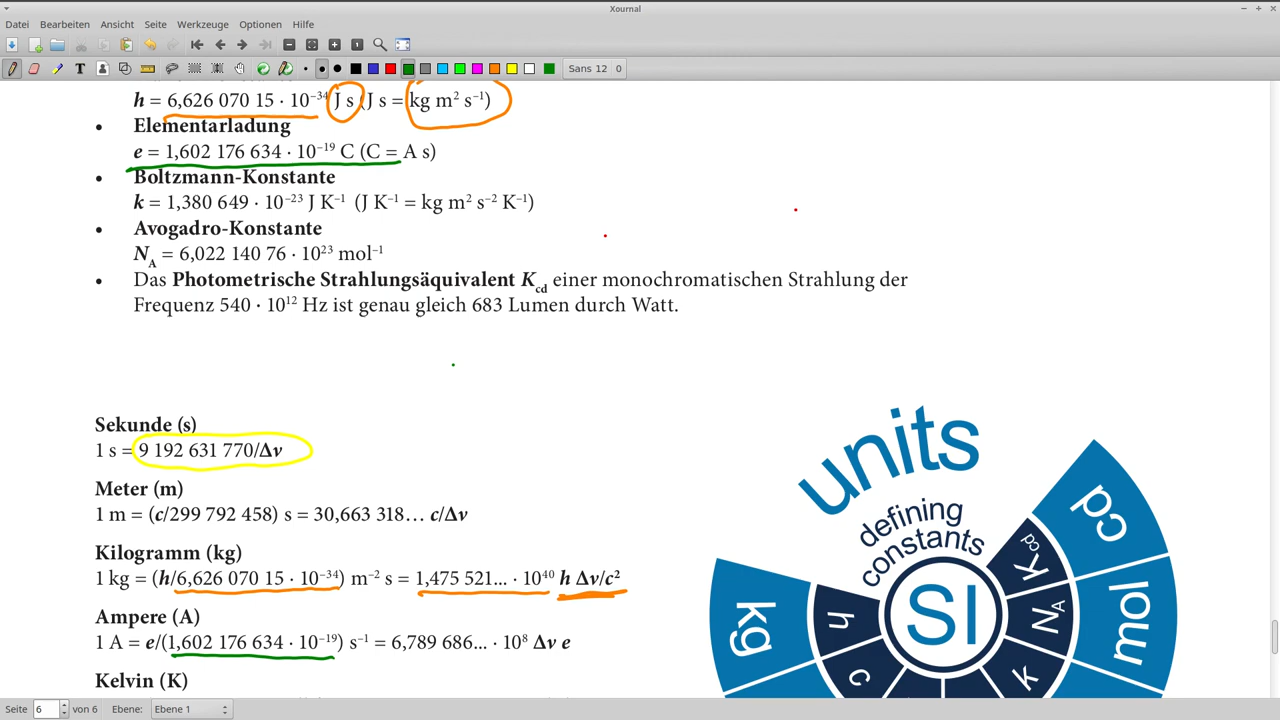 Xournal
Datei Bearbeiten Ansicht Seite Werkzeuge Optionen Hilfe
Sans 12 0
h = 6,626 070 15 · 10⁻³⁴ J s (J s = kg m² s⁻¹)
• Elementarladung
e = 1,602 176 634 · 10⁻¹⁹ C (C = A s)
• Boltzmann-Konstante
k = 1,380 649 · 10⁻²³ J K⁻¹ (J K⁻¹ = kg m² s⁻² K⁻¹)
• Avogadro-Konstante
N_A = 6,022 140 76 · 10²³ mol⁻¹
• Das Photometrische Strahlungsäquivalent K_cd einer monochromatischen Strahlung der
Frequenz 540 · 10¹² Hz ist genau gleich 683 Lumen durch Watt.
Sekunde (s)
1 s = 9 192 631 770/Δν
Meter (m)
1 m = (c/299 792 458) s = 30,663 318… c/Δν
Kilogramm (kg)
1 kg = (h/6,626 070 15 · 10⁻³⁴) m⁻² s = 1,475 521... · 10⁴⁰ h Δν/c²
Ampere (A)
1 A = e/(1,602 176 634 · 10⁻¹⁹) s⁻¹ = 6,789 686... · 10⁸ Δν e
Kelvin (K)
units
defining
constants
SI
kg
h
c
k
N_A
K_cd
mol
cd
Seite 6 von 6 Ebene: Ebene 1